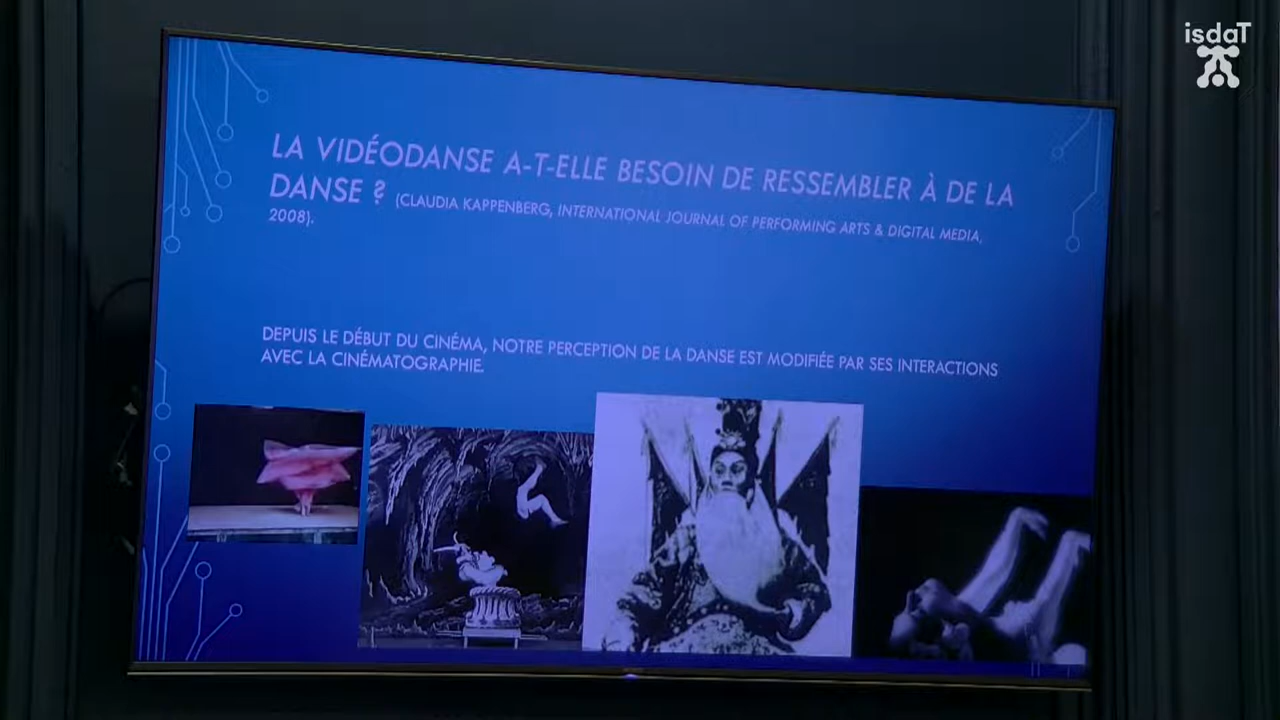 isdaT
LA VIDÉODANSE A-T-ELLE BESOIN DE RESSEMBLER À DE LA
DANSE ? (CLAUDIA KAPPENBERG, INTERNATIONAL JOURNAL OF PERFORMING ARTS & DIGITAL MEDIA,
2008).
DEPUIS LE DÉBUT DU CINÉMA, NOTRE PERCEPTION DE LA DANSE EST MODIFIÉE PAR SES INTERACTIONS
AVEC LA CINÉMATOGRAPHIE.